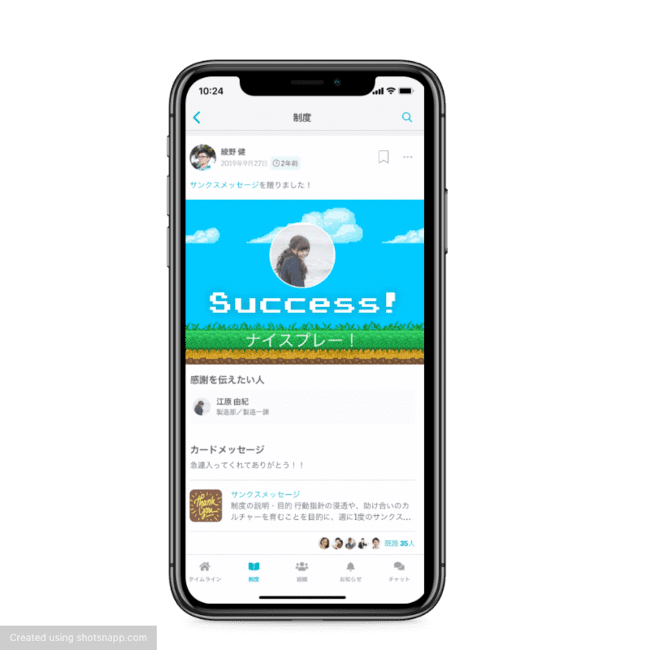 10:24
制度
綾野 健
2019年9月27日 2年前
サンクスメッセージを贈りました！
Success!
ナイスプレー！
感謝を伝えたい人
江原 由紀
製造部／製造一課
カードメッセージ
急遽入ってくれてありがとう！！
Thank You
サンクスメッセージ
制度の説明・目的 行動指針の浸透や、助け合いのカ
ルチャーを育むことを目的に、週に1度のサンクス...
既読 35人
タイムライン
制度
組織
お知らせ
チャット
Created using shotsnapp.com